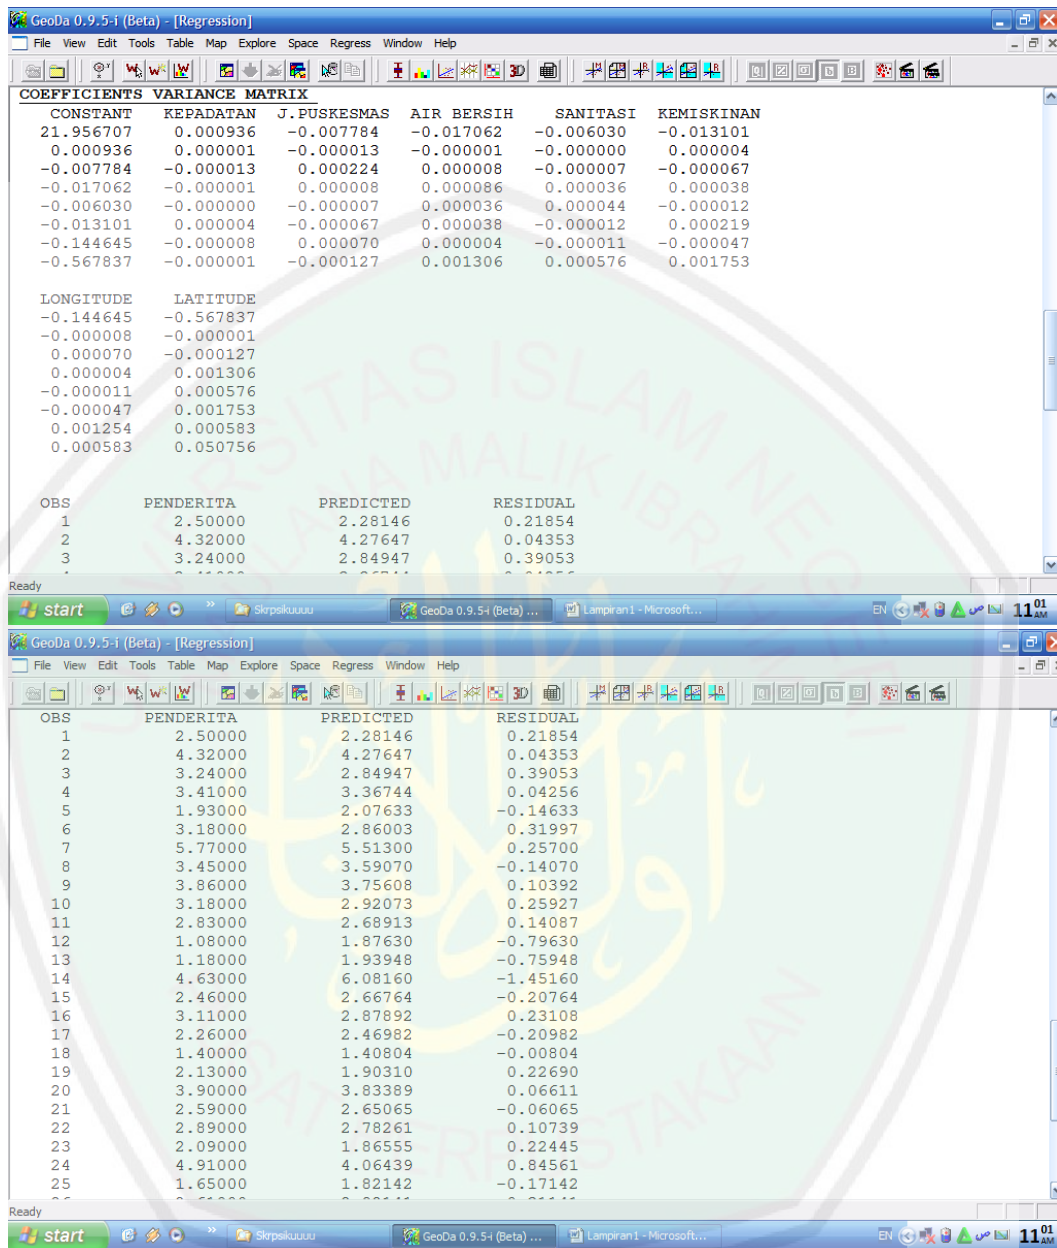 GeoDa 0.9.5-i (Beta) - [Regression]
File View Edit Tools Table Map Explore Space Regress Window Help
COEFFICIENTS VARIANCE MATRIX
CONSTANT KEPADATAN J.PUSKESMAS AIR BERSIH SANITASI KEMISKINAN
21.956707 0.000936 -0.007784 -0.017062 -0.006030 -0.013101
0.000936 0.000001 -0.000013 -0.000001 -0.000000 0.000004
-0.007784 -0.000013 0.000224 0.000008 -0.000007 -0.000067
-0.017062 -0.000001 0.000008 0.000086 0.000036 0.000038
-0.006030 -0.000000 -0.000007 0.000036 0.000044 -0.000012
-0.013101 0.000004 -0.000067 0.000038 -0.000012 0.000219
-0.144645 -0.000008 0.000070 0.000004 -0.000011 -0.000047
-0.567837 -0.000001 -0.000127 0.001306 0.000576 0.001753
LONGITUDE LATITUDE
-0.144645 -0.567837
-0.000008 -0.000001
0.000070 -0.000127
0.000004 0.001306
-0.000011 0.000576
-0.000047 0.001753
0.001254 0.000583
0.000583 0.050756
OBS PENDERITA PREDICTED RESIDUAL
1 2.50000 2.28146 0.21854
2 4.32000 4.27647 0.04353
3 3.24000 2.84947 0.39053
Ready
start Skrpsikuuuu GeoDa 0.9.5-i (Beta) ... Lampiran1 - Microsoft... EN 11 01 AM
GeoDa 0.9.5-i (Beta) - [Regression]
File View Edit Tools Table Map Explore Space Regress Window Help
OBS PENDERITA PREDICTED RESIDUAL
1 2.50000 2.28146 0.21854
2 4.32000 4.27647 0.04353
3 3.24000 2.84947 0.39053
4 3.41000 3.36744 0.04256
5 1.93000 2.07633 -0.14633
6 3.18000 2.86003 0.31997
7 5.77000 5.51300 0.25700
8 3.45000 3.59070 -0.14070
9 3.86000 3.75608 0.10392
10 3.18000 2.92073 0.25927
11 2.83000 2.68913 0.14087
12 1.08000 1.87630 -0.79630
13 1.18000 1.93948 -0.75948
14 4.63000 6.08160 -1.45160
15 2.46000 2.66764 -0.20764
16 3.11000 2.87892 0.23108
17 2.26000 2.46982 -0.20982
18 1.40000 1.40804 -0.00804
19 2.13000 1.90310 0.22690
20 3.90000 3.83389 0.06611
21 2.59000 2.65065 -0.06065
22 2.89000 2.78261 0.10739
23 2.09000 1.86555 0.22445
24 4.91000 4.06439 0.84561
25 1.65000 1.82142 -0.17142
Ready
start Skrpsikuuuu GeoDa 0.9.5-i (Beta) ... Lampiran1 - Microsoft... EN 11 01 AM